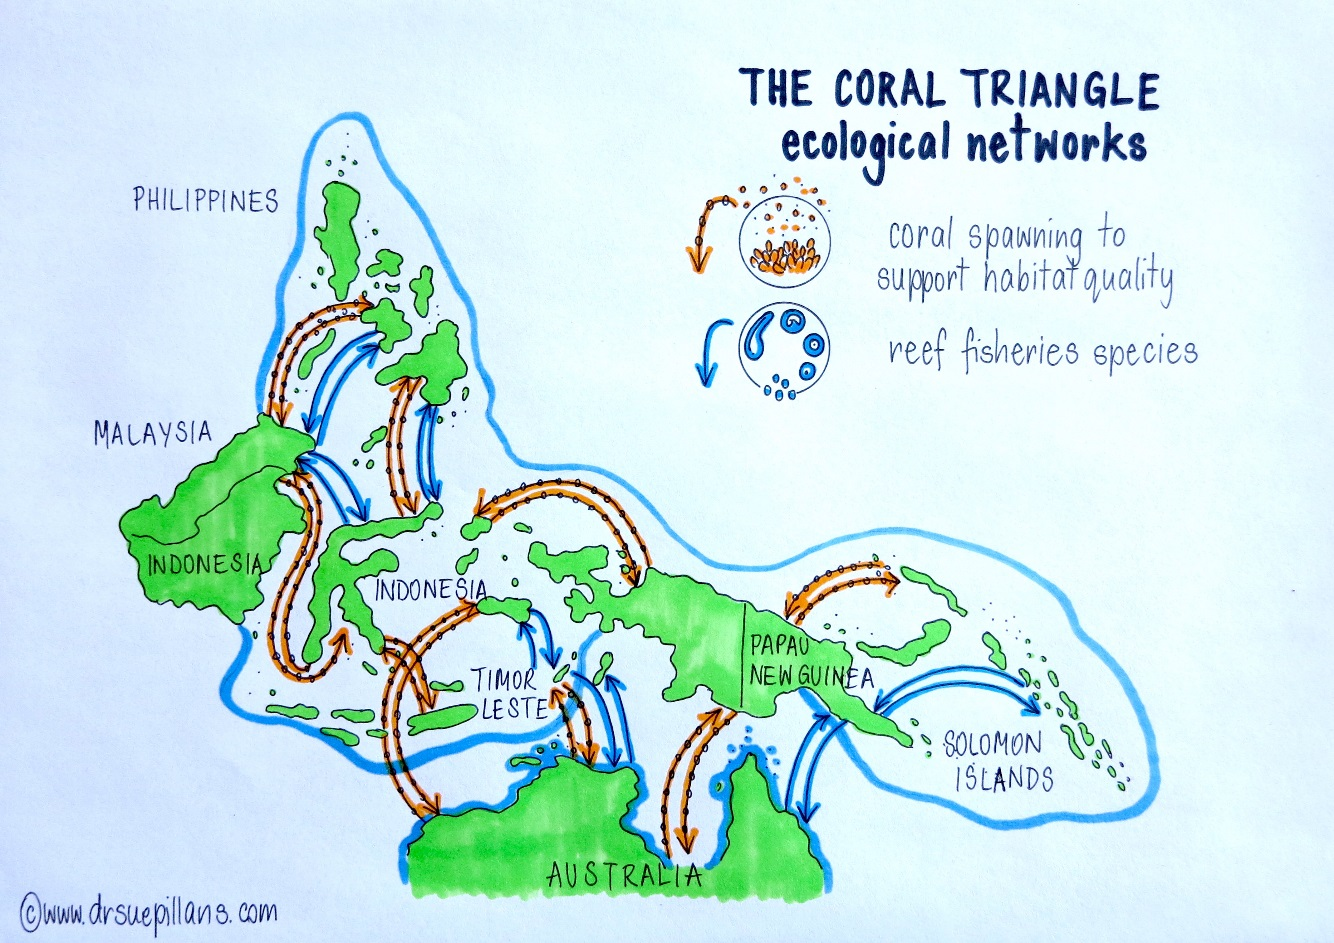 THE CORAL TRIANGLE
ecological networks
PHILIPPINES
coral spawning to
support habitat quality
reef fisheries species
MALAYSIA
INDONESIA
INDONESIA
PAPAU
NEW GUINEA
TIMOR
LESTE
SOLOMON
ISLANDS
AUSTRALIA
©www.drsuepillans.com